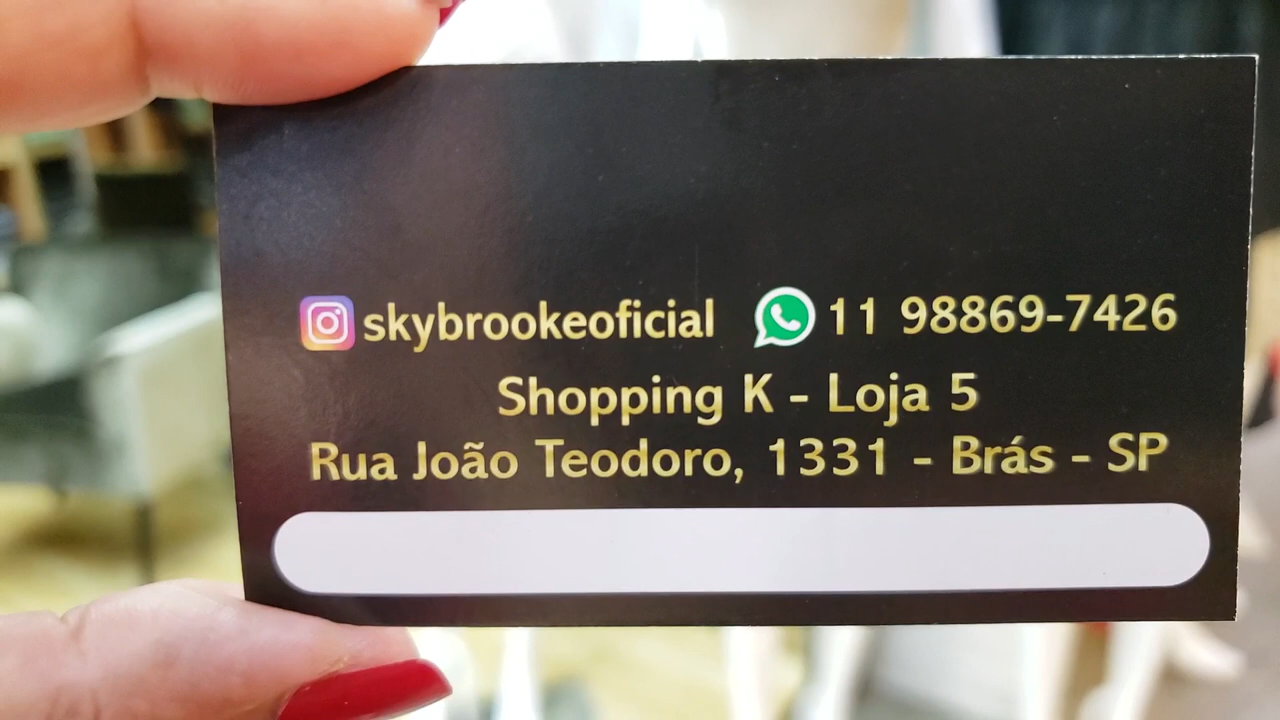 skybrookeoficial 11 98869-7426
Shopping K - Loja 5
Rua João Teodoro, 1331 - Brás - SP